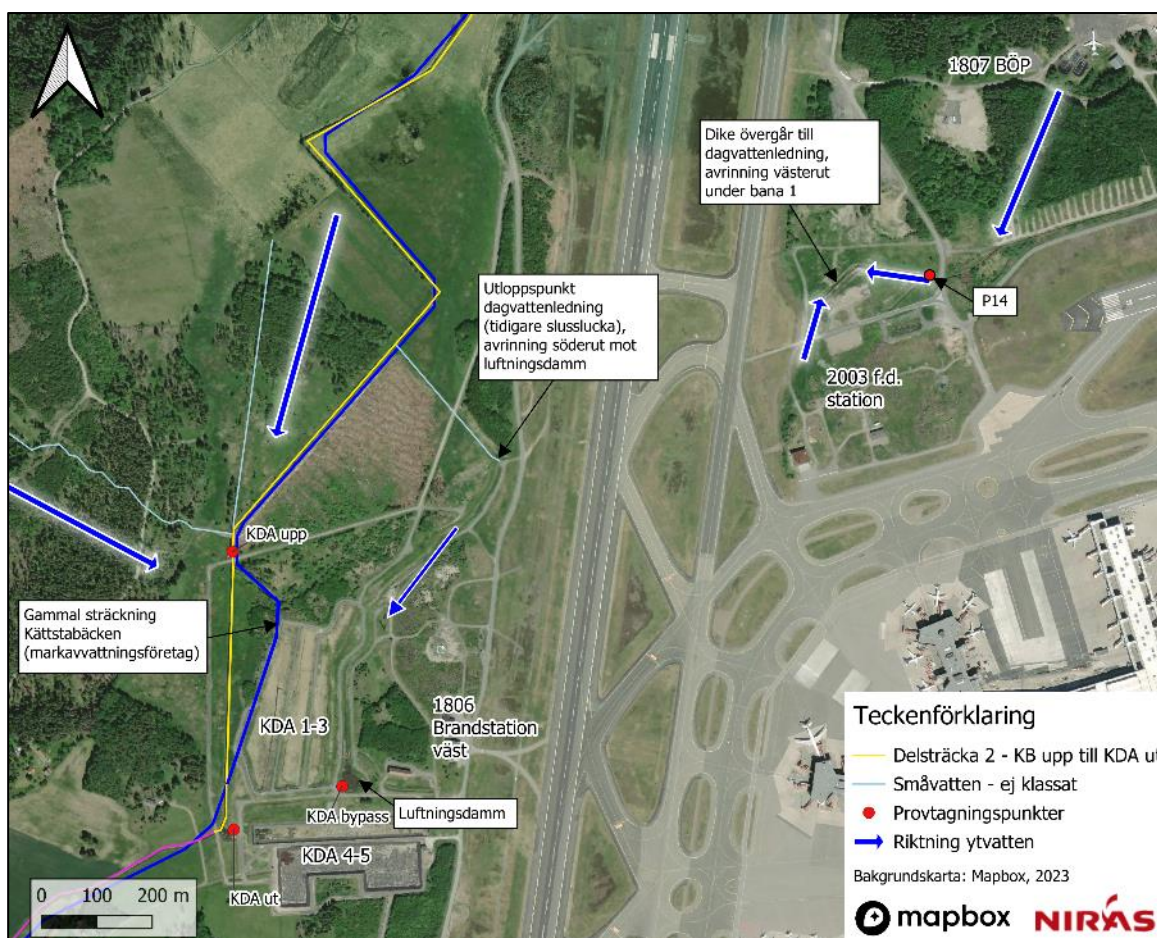 1807 BÖP
Dike övergår till
dagvattenledning,
avrinning västerut
under bana 1
P14
Utloppspunkt
dagvattenledning
(tidigare slusslucka),
avrinning söderut mot
luftningsdamm
2003 f.d.
station
KDA upp
Gammal sträckning
Kättstabäcken
(markavvattningsföretag)
KDA 1-3
1806
Brandstation
väst
KDA bypass
Luftningsdamm
KDA 4-5
KDA ut
0 100 200 m
Teckenförklaring
Delsträcka 2 - KB upp till KDA ut
Småvatten - ej klassat
Provtagningspunkter
Riktning ytvatten
Bakgrundskarta: Mapbox, 2023
mapbox
NIRAS